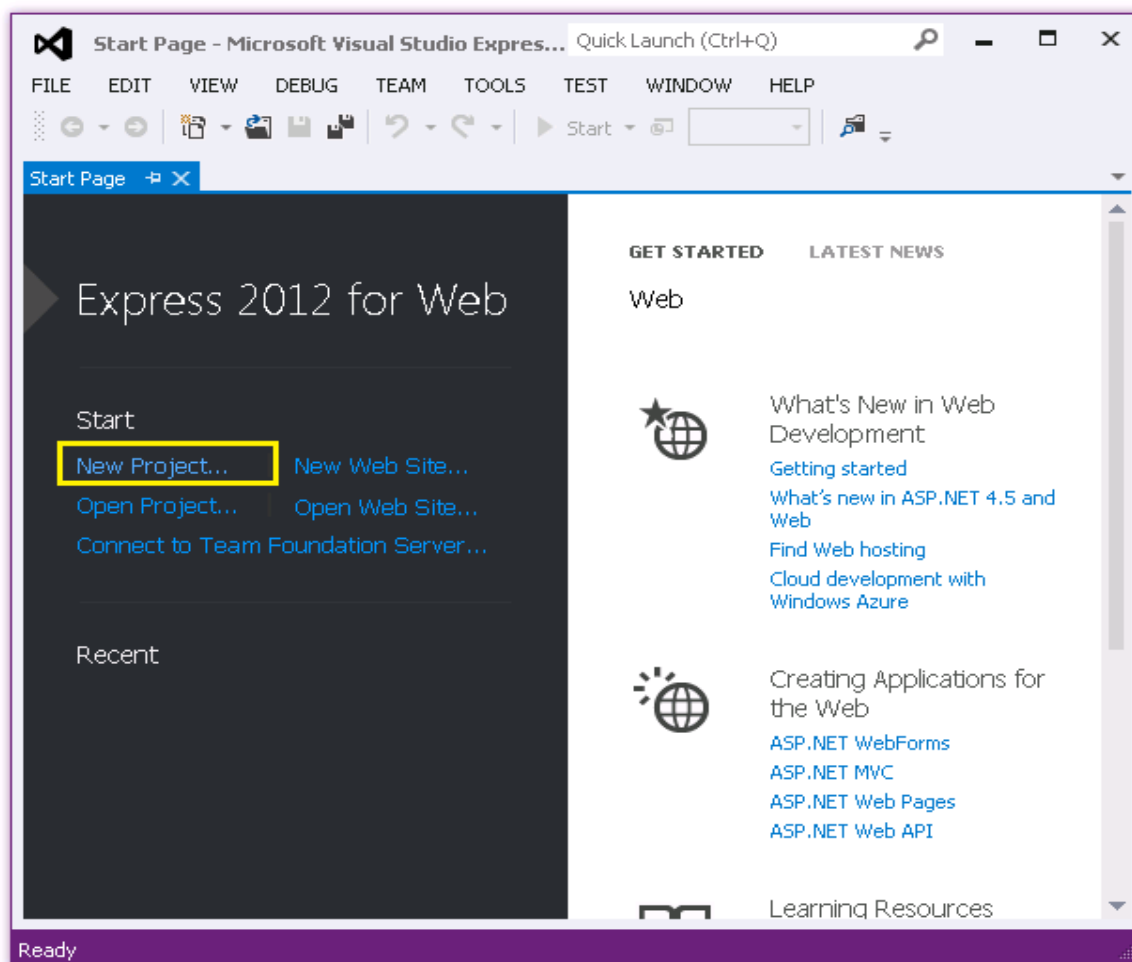 Start Page - Microsoft Visual Studio Expres... Quick Launch (Ctrl+Q)
FILE EDIT VIEW DEBUG TEAM TOOLS TEST WINDOW HELP
Start
Start Page
Express 2012 for Web
Start
New Project... New Web Site...
Open Project... Open Web Site...
Connect to Team Foundation Server...
Recent
GET STARTED LATEST NEWS
Web
What's New in Web
Development
Getting started
What's new in ASP.NET 4.5 and
Web
Find Web hosting
Cloud development with
Windows Azure
Creating Applications for
the Web
ASP.NET WebForms
ASP.NET MVC
ASP.NET Web Pages
ASP.NET Web API
Learning Resources
Ready